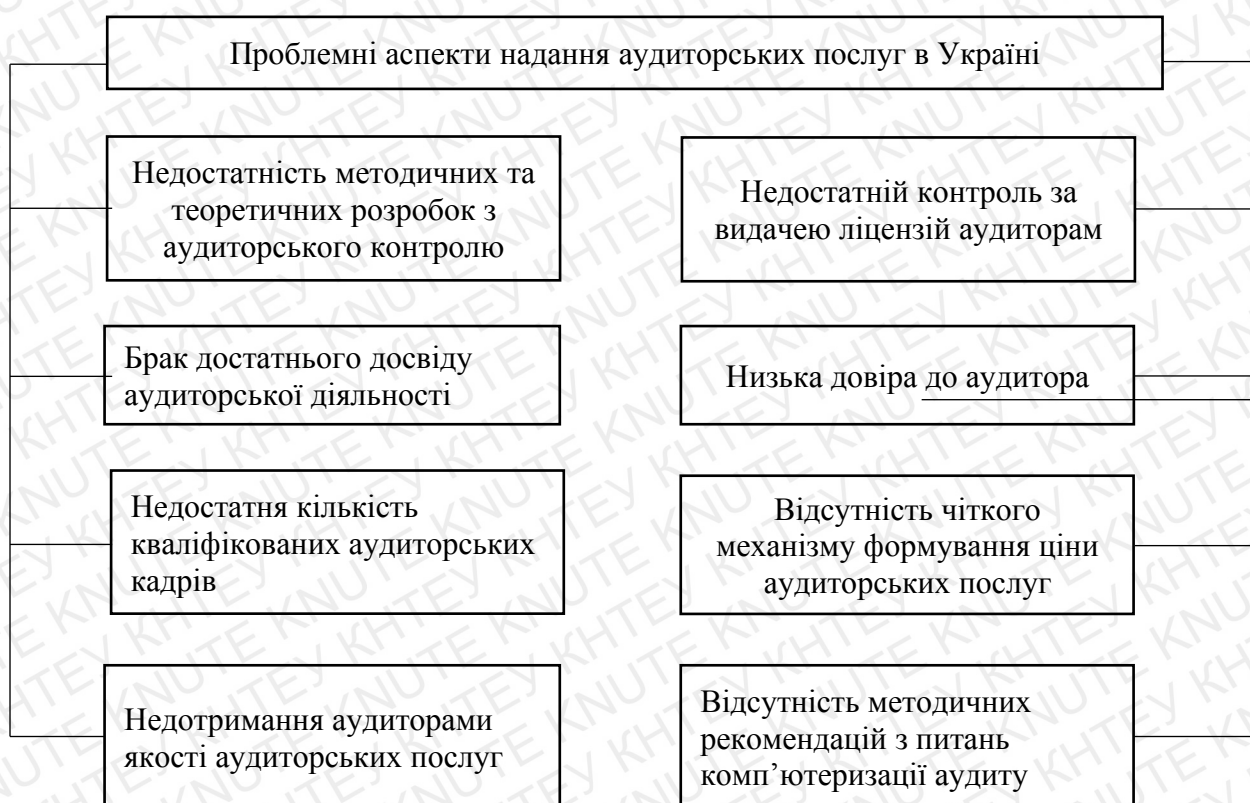 Проблемні аспекти надання аудиторських послуг в Україні
Недостатність методичних та
теоретичних розробок з
аудиторського контролю
Недостатній контроль за
видачею ліцензій аудиторам
Брак достатнього досвіду
аудиторської діяльності
Низька довіра до аудитора
Недостатня кількість
кваліфікованих аудиторських
кадрів
Відсутність чіткого
механізму формування ціни
аудиторських послуг
Недотримання аудиторами
якості аудиторських послуг
Відсутність методичних
рекомендацій з питань
комп’ютеризації аудиту